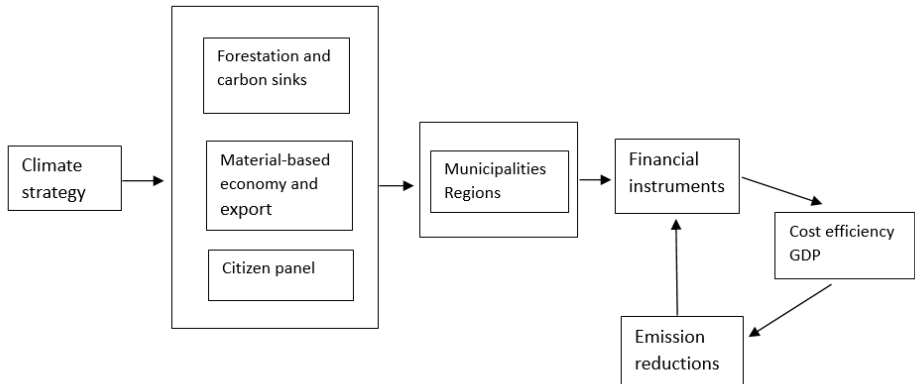 Climate
strategy
Forestation and
carbon sinks
Material-based
economy and
export
Citizen panel
Municipalities
Regions
Financial
instruments
Cost efficiency
GDP
Emission
reductions